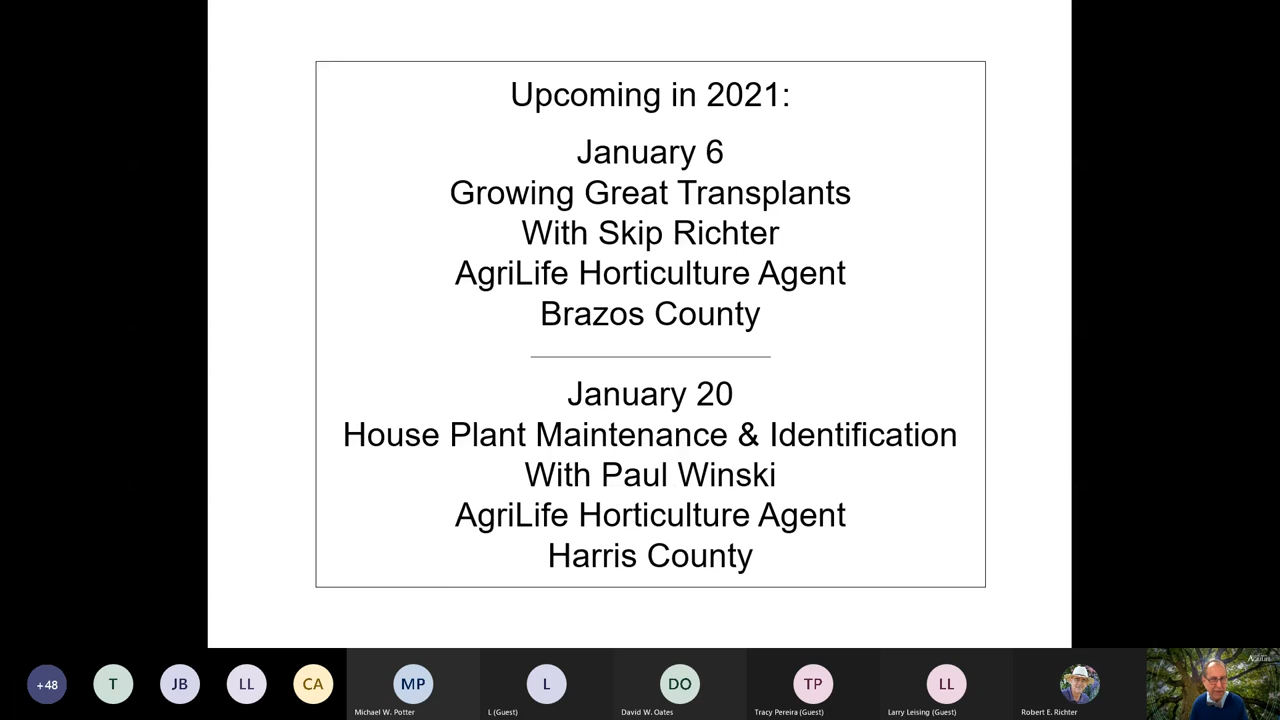 Upcoming in 2021:
January 6
Growing Great Transplants
With Skip Richter
AgriLife Horticulture Agent
Brazos County
January 20
House Plant Maintenance & Identification
With Paul Winski
AgriLife Horticulture Agent
Harris County
+48
T
JB
LL
CA
MP
L
DO
TP
LL
Michael W. Potter
L (Guest)
David W. Oates
Tracy Pereira (Guest)
Larry Leising (Guest)
Robert E. Richter